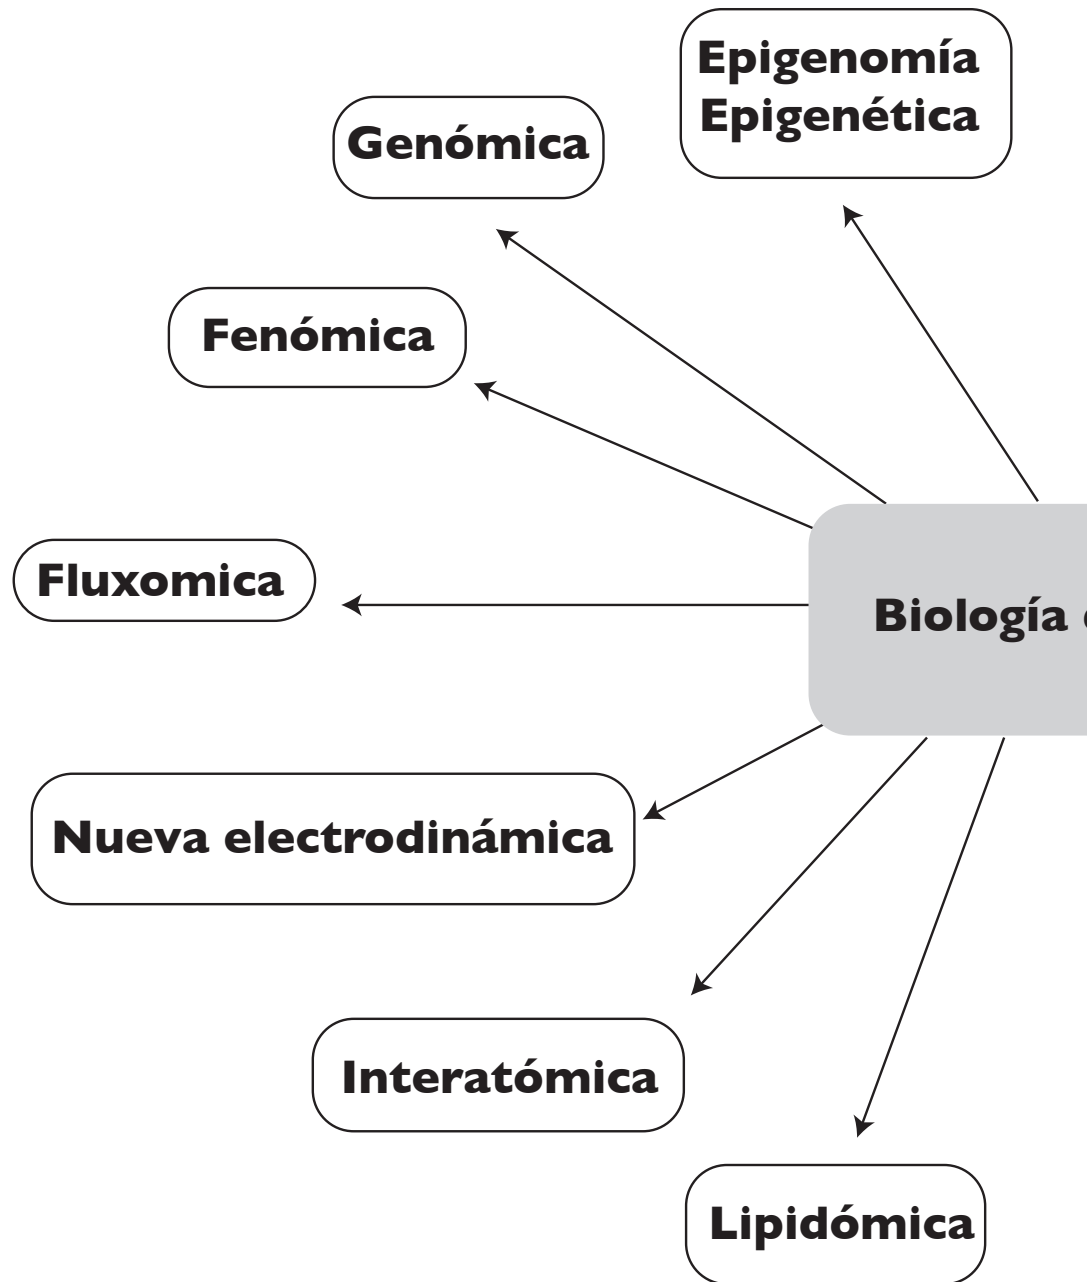 Epigenomía
Epigenética
Genómica
Fenómica
Fluxomica
Biología
Nueva electrodinámica
Interatómica
Lipidómica